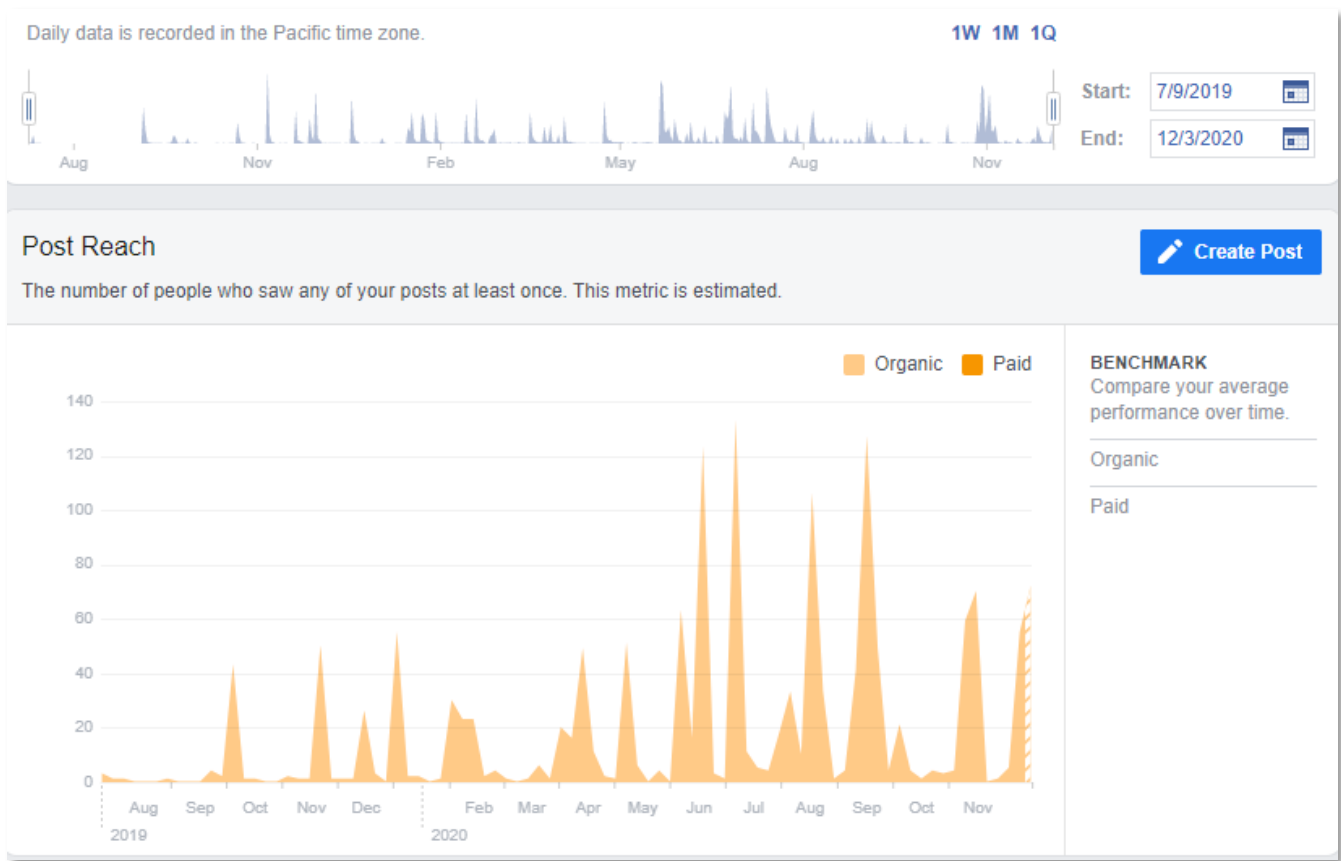 Daily data is recorded in the Pacific time zone.
1W 1M 1Q
Start: 7/9/2019
End: 12/3/2020
Aug Nov Feb May Aug Nov
Post Reach
Create Post
The number of people who saw any of your posts at least once. This metric is estimated.
Organic Paid
BENCHMARK
Compare your average
performance over time.
Organic
Paid
140
120
100
80
60
40
20
0
Aug Sep Oct Nov Dec Feb Mar Apr May Jun Jul Aug Sep Oct Nov
2019 2020